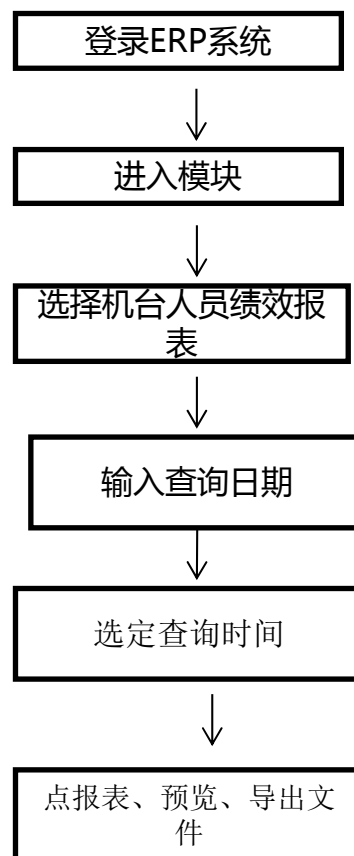 登录ERP系统
进入模块
选择机台人员绩效报
表
输入查询日期
选定查询时间
点报表、预览、导出文
件